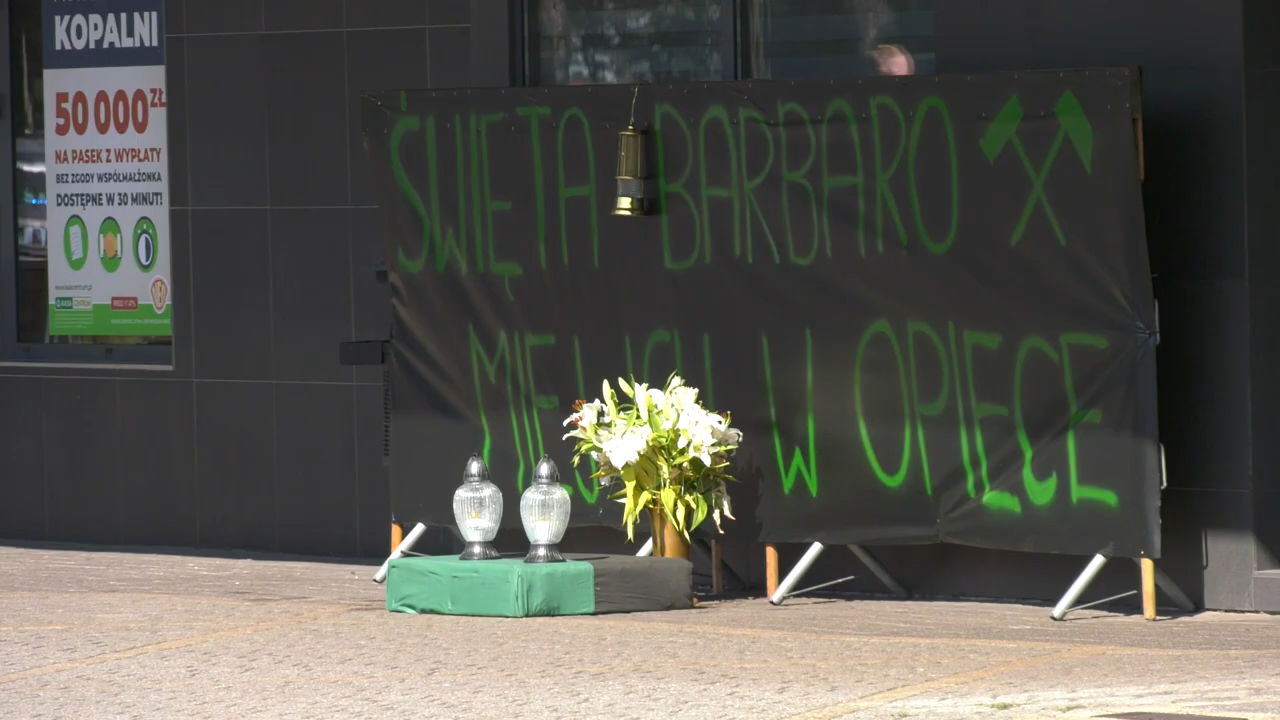 KOPALNI
50 000 ZŁ
NA PASEK Z WYPŁATY
BEZ ZGODY WSPÓŁMAŁŻONKA
DOSTĘPNE W 30 MINUT!
ŚWIĘTA BARBARO
MIEJ ICH W OPIECE